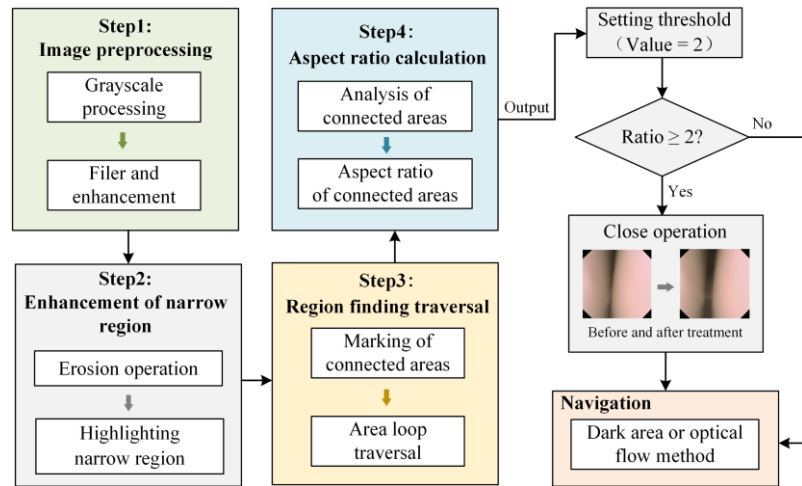 Step1:
Image preprocessing
Grayscale
processing
Filer and
enhancement
Step2:
Enhancement of narrow
region
Erosion operation
Highlighting
narrow region
Step3:
Region finding traversal
Marking of
connected areas
Area loop
traversal
Step4:
Aspect ratio calculation
Analysis of
connected areas
Aspect ratio
of connected areas
Output
Setting threshold
（Value = 2）
Ratio ≥ 2?
No
Yes
Close operation
Before and after treatment
Navigation
Dark area or optical
flow method